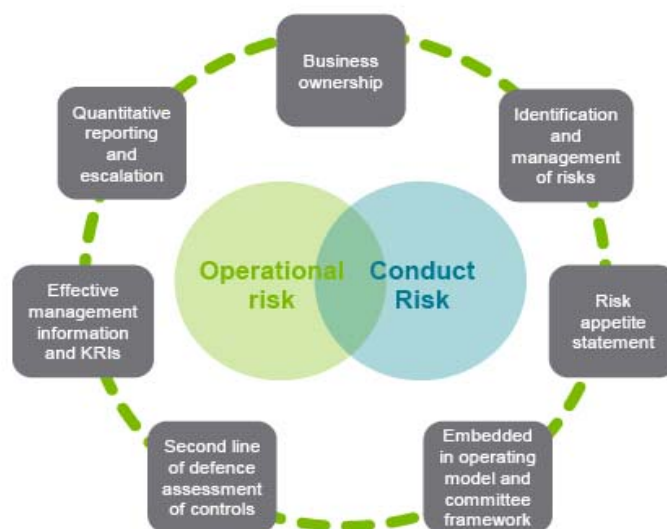 Business
ownership
Identification
and
management
of risks
Risk
appetite
statement
Embedded
in operating
model and
committee
framework
Second line
of defence
assessment
of controls
Effective
management
information
and KRIs
Quantitative
reporting
and
escalation
Operational
risk
Conduct
Risk